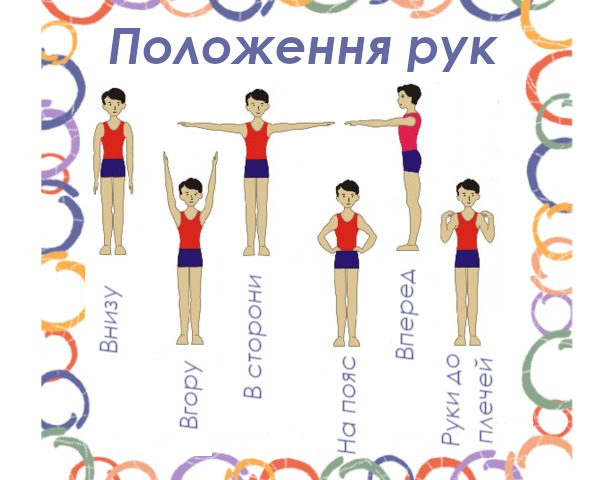 Положення рук
Внизу
Вгору
В сторони
На пояс
Вперед
Руки до
плечей